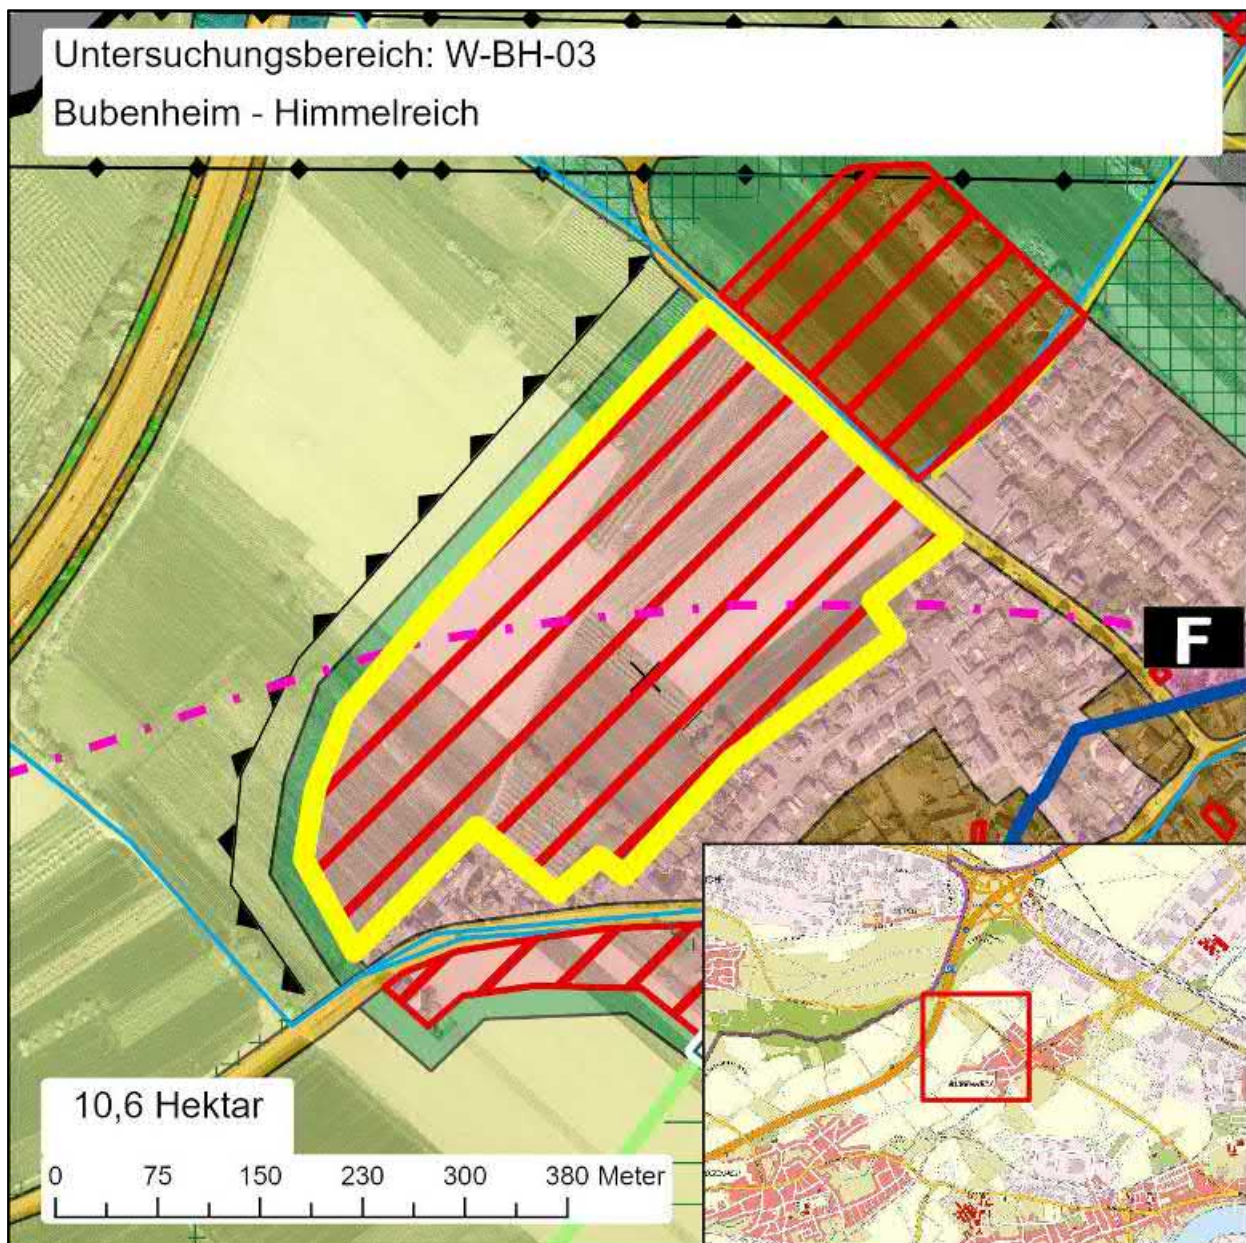 Untersuchungsbereich: W-BH-03
Bubenheim - Himmelreich
F
10,6 Hektar
0 75 150 230 300 380 Meter